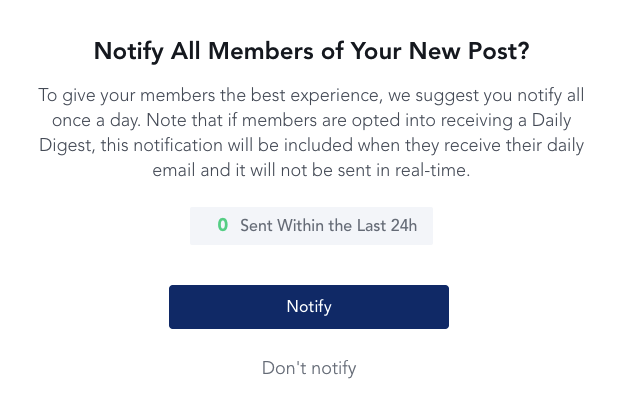 Notify All Members of Your New Post?
To give your members the best experience, we suggest you notify all
once a day. Note that if members are opted into receiving a Daily
Digest, this notification will be included when they receive their daily
email and it will not be sent in real-time.
0 Sent Within the Last 24h
Notify
Don't notify